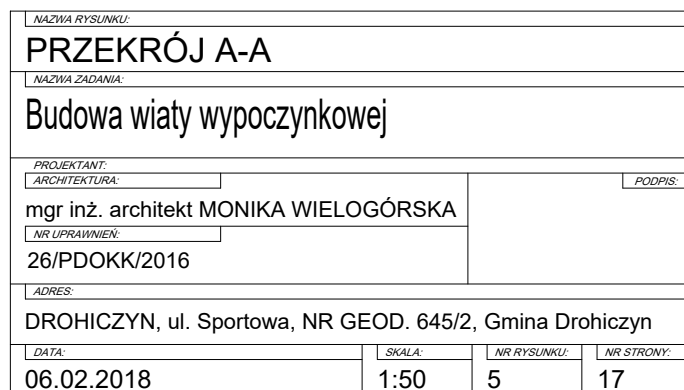 NAZWA RYSUNKU:
PRZEKRÓJ A-A
NAZWA ZADANIA:
Budowa wiaty wypoczynkowej
PROJEKTANT:
ARCHITEKTURA:
PODPIS:
mgr inż. architekt MONIKA WIELOGÓRSKA
NR UPRAWNIEŃ:
26/PDOKK/2016
ADRES:
DROHICZYN, ul. Sportowa, NR GEOD. 645/2, Gmina Drohiczyn
DATA: SKALA: NR RYSUNKU: NR STRONY:
06.02.2018 1:50 5 17